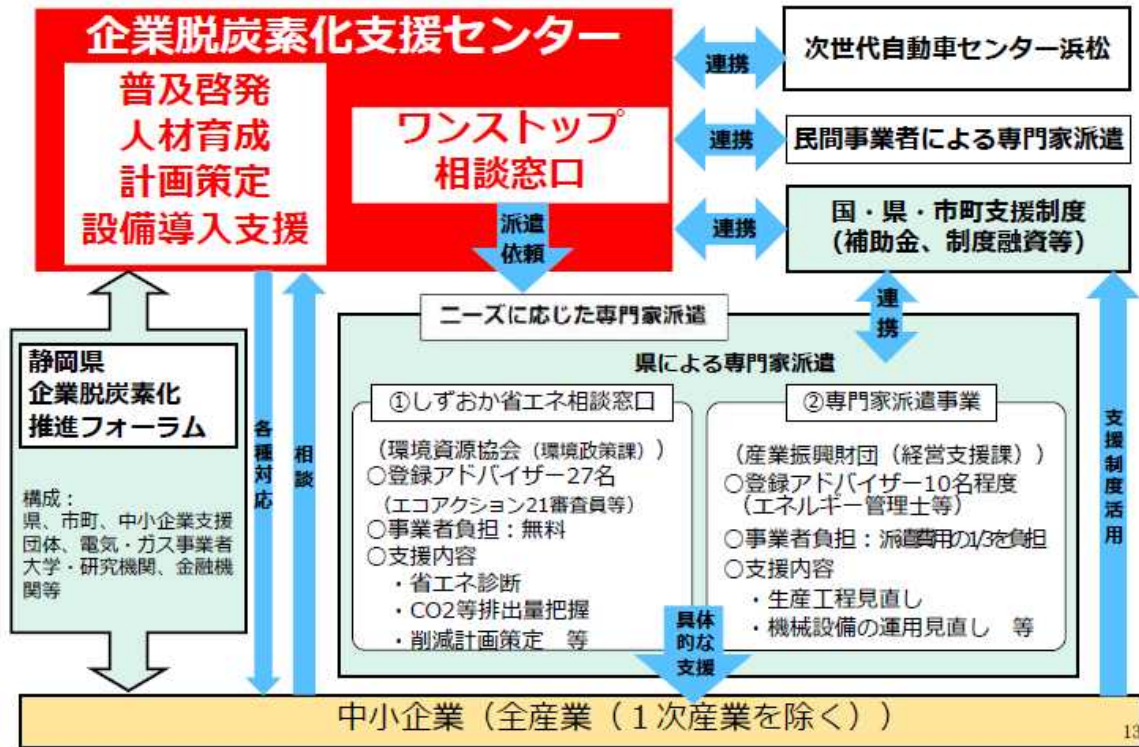 企業脱炭素化支援センター
普及啓発
人材育成
計画策定
設備導入支援
ワンストップ
相談窓口
連携
次世代自動車センター浜松
連携
民間事業者による専門家派遣
連携
国・県・市町支援制度
(補助金、制度融資等)
派遣
依頼
連
携
ニーズに応じた専門家派遣
県による専門家派遣
静岡県
企業脱炭素化
推進フォーラム
構成：
県、市町、中小企業支援
団体、電気・ガス事業者
大学・研究機関、金融機
関等
各種対応
相談
①しずおか省エネ相談窓口
（環境資源協会（環境政策課））
○登録アドバイザー27名
（エコアクション21審査員等）
○事業者負担：無料
○支援内容
・省エネ診断
・CO2等排出量把握
・削減計画策定　等
②専門家派遣事業
（産業振興財団（経営支援課））
○登録アドバイザー10名程度
（エネルギー管理士等）
○事業者負担：派遣費用の1/3を負担
○支援内容
・生産工程見直し
・機械設備の運用見直し　等
具体
的な
支援
支援制度活用
中小企業（全産業（１次産業を除く））
13